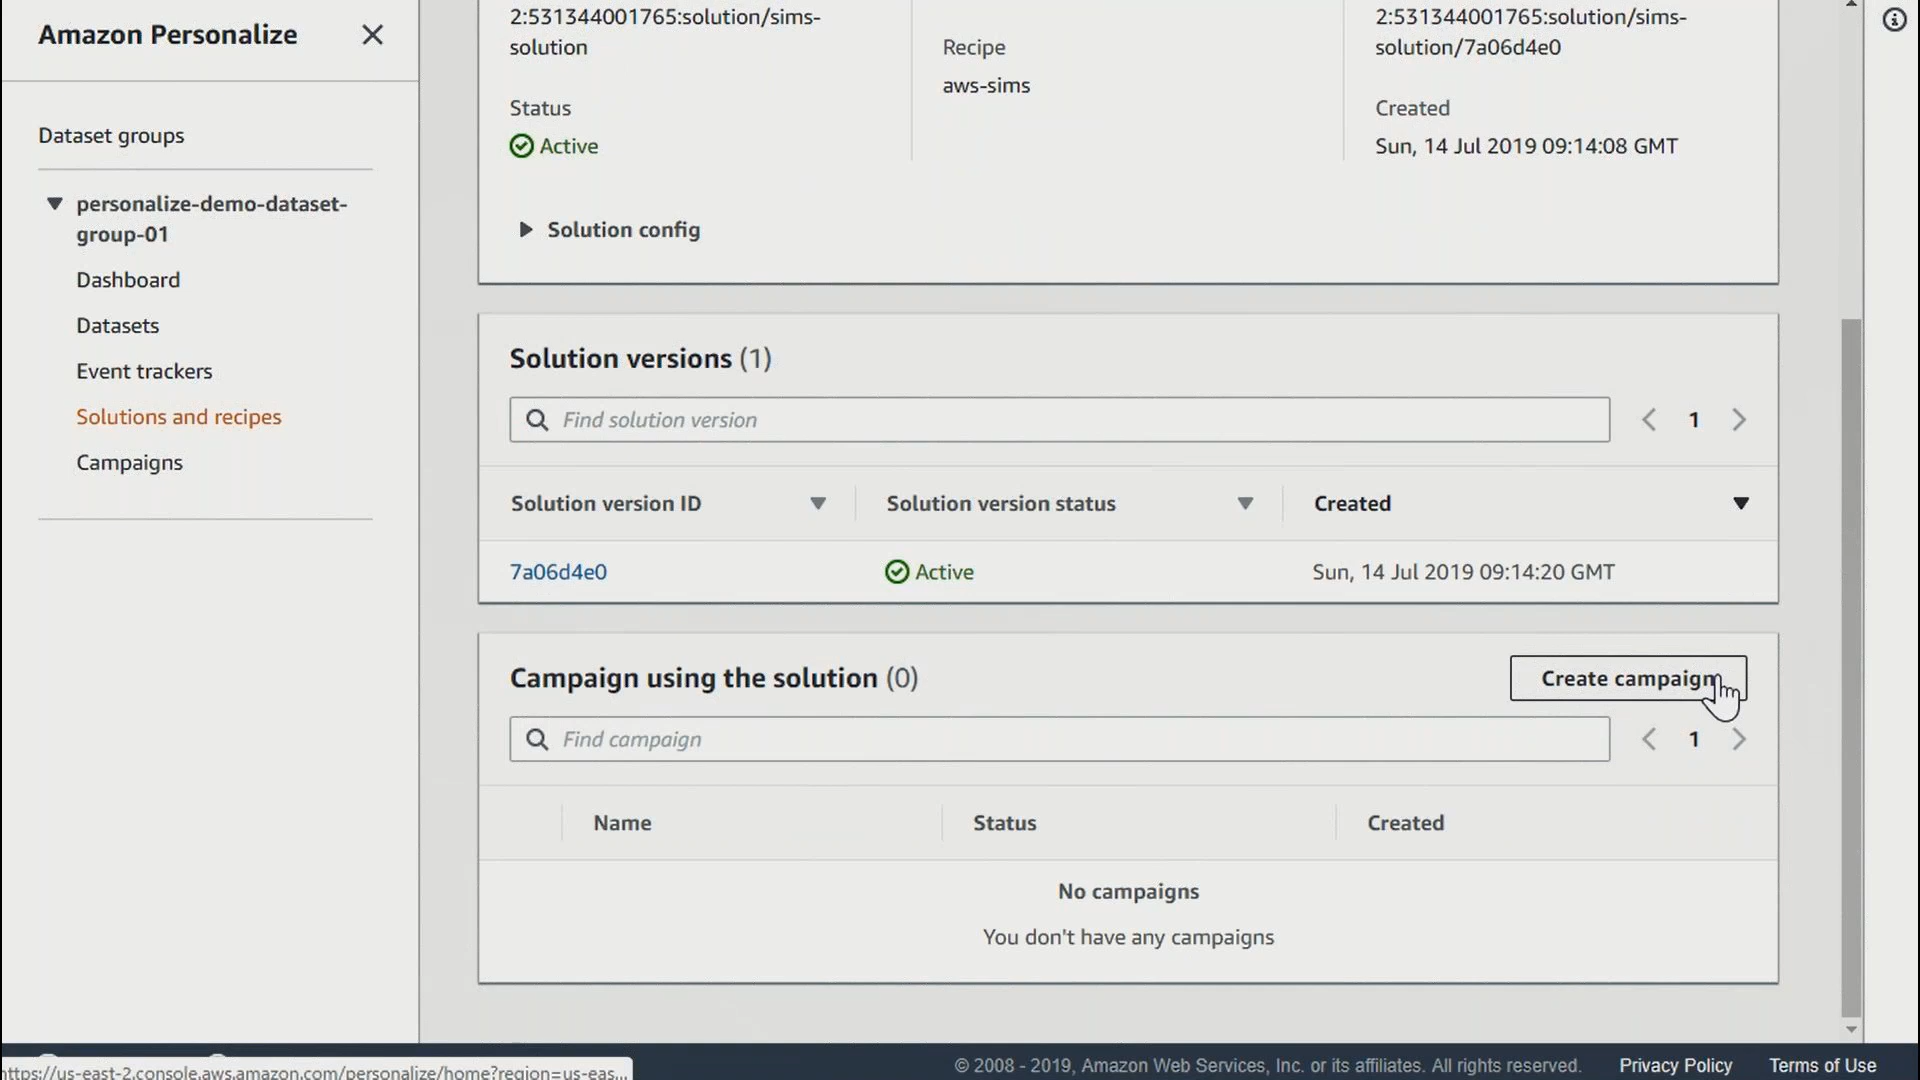 Amazon Personalize
Dataset groups
personalize-demo-dataset-
group-01
Dashboard
Datasets
Event trackers
Solutions and recipes
Campaigns
2:531344001765:solution/sims-
solution
Status
Active
Recipe
aws-sims
2:531344001765:solution/sims-
solution/7a06d4e0
Created
Sun, 14 Jul 2019 09:14:08 GMT
Solution config
Solution versions (1)
Find solution version
1
Solution version ID
Solution version status
Created
7a06d4e0
Active
Sun, 14 Jul 2019 09:14:20 GMT
Campaign using the solution (0)
Create campaign
Find campaign
1
Name
Status
Created
No campaigns
You don't have any campaigns
ttps://us-east-2.console.aws.amazon.com/personalize/home?region=us-eas...
© 2008 - 2019, Amazon Web Services, Inc. or its affiliates. All rights reserved.
Privacy Policy
Terms of Use